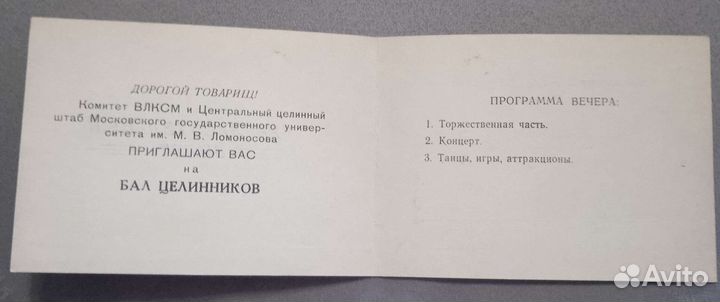 ДОРОГОЙ ТОВАРИЩ!
Комитет ВЛКСМ и Центральный целинный
штаб Московского государственного универ-
ситета им. М. В. Ломоносова
ПРИГЛАШАЮТ ВАС
на
БАЛ ЦЕЛИННИКОВ
ПРОГРАММА ВЕЧЕРА:
1. Торжественная часть.
2. Концерт.
3. Танцы, игры, аттракционы.
Avito